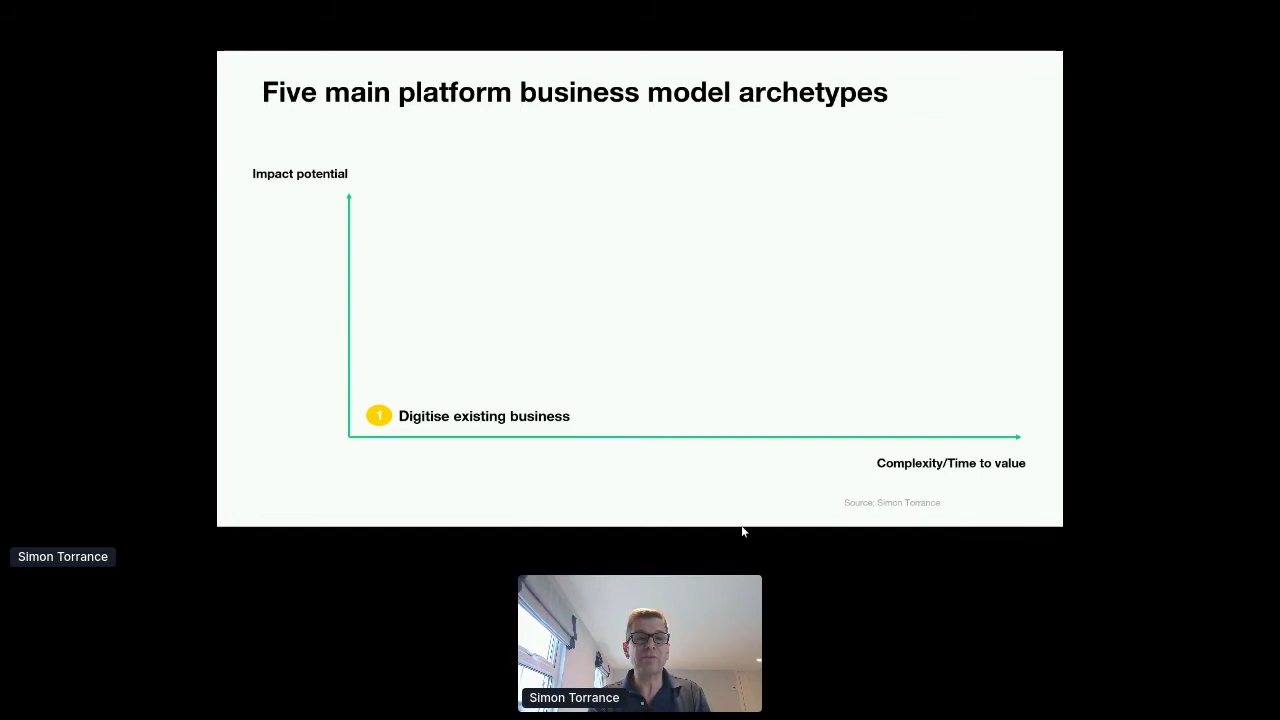 Five main platform business model archetypes
Impact potential
1 Digitise existing business
Complexity/Time to value
Source: Simon Torrance
Simon Torrance
Simon Torrance